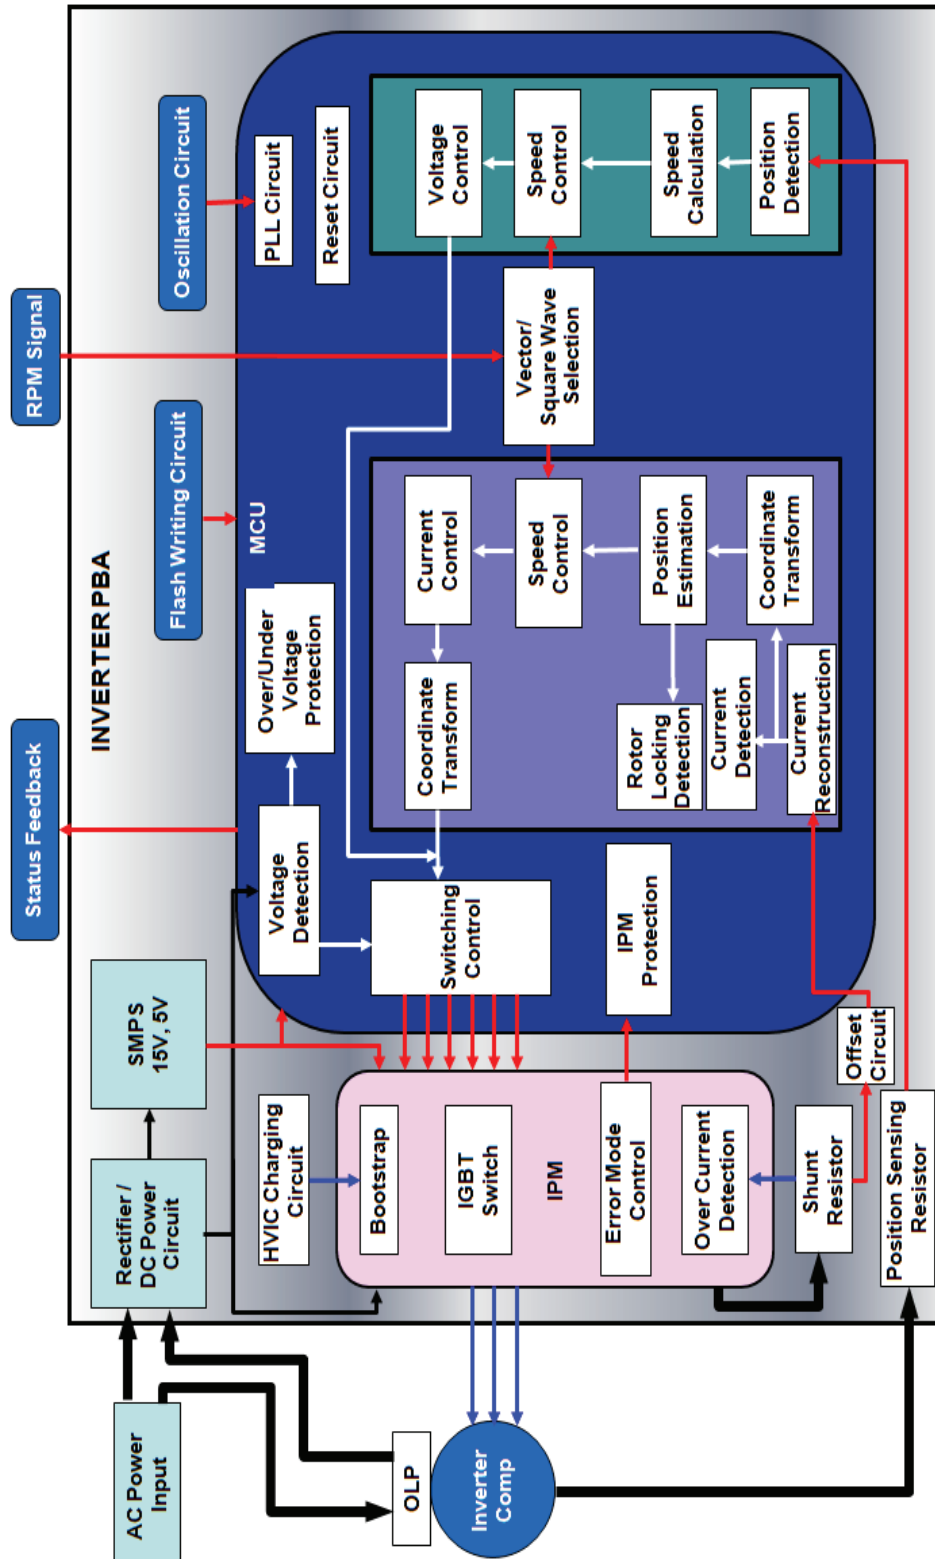 AC Power
Input
Rectifier /
DC Power
Circuit
SMPS
15V, 5V
Status Feedback
INVERTER PBA
Flash Writing Circuit
RPM Signal
Oscillation Circuit
OLP
Inverter
Comp
HVIC Charging
Circuit
Bootstrap
IGBT
Switch
IPM
Error Mode
Control
Over Current
Detection
Shunt
Resistor
Offset
Circuit
Position Sensing
Resistor
MCU
Voltage
Detection
Over/Under
Voltage
Protection
Switching
Control
IPM
Protection
Coordinate
Transform
Current
Control
Speed
Control
Position
Estimation
Coordinate
Transform
Rotor
Locking
Detection
Current
Detection
Current
Reconstruction
Vector/
Square Wave
Selection
PLL Circuit
Reset Circuit
Voltage
Control
Speed
Control
Speed
Calculation
Position
Detection